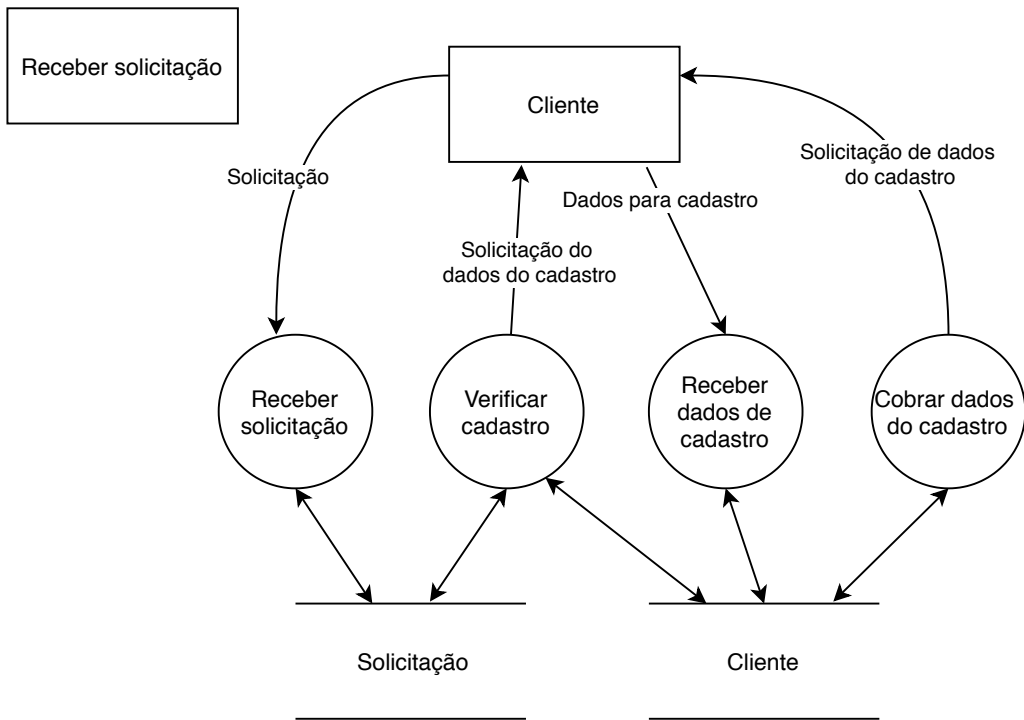 Receber solicitação
Cliente
Solicitação
Solicitação do
dados do cadastro
Dados para cadastro
Solicitação de dados
do cadastro
Receber
solicitação
Verificar
cadastro
Receber
dados de
cadastro
Cobrar dados
do cadastro
Solicitação
Cliente